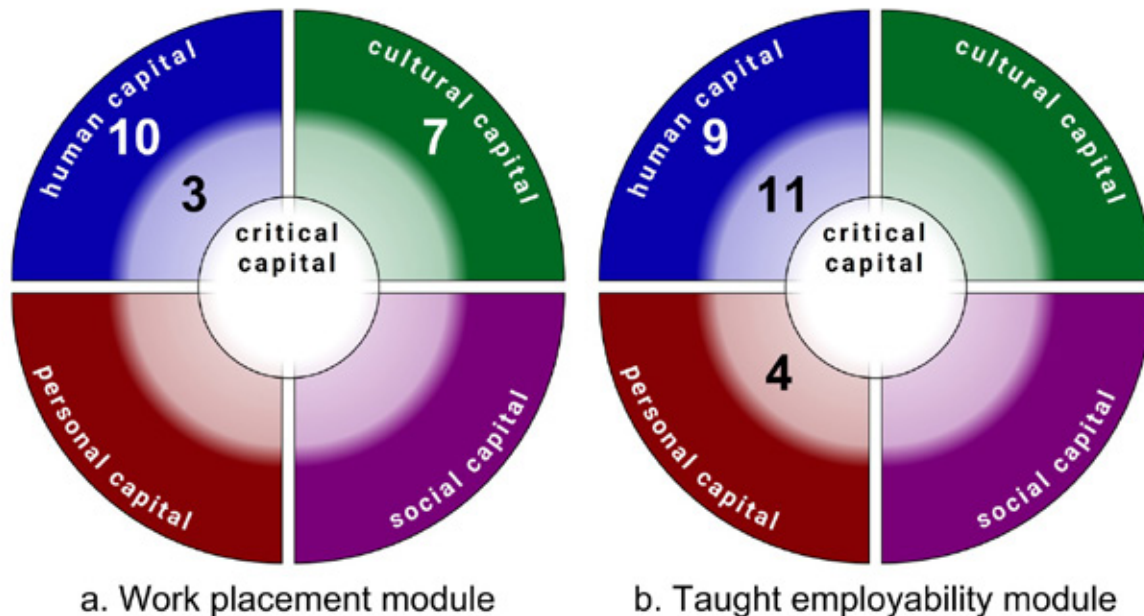 human capital
cultural capital
10
7
3
critical
capital
personal capital
social capital
a. Work placement module
human capital
cultural capital
9
11
critical
capital
4
personal capital
social capital
b. Taught employability module